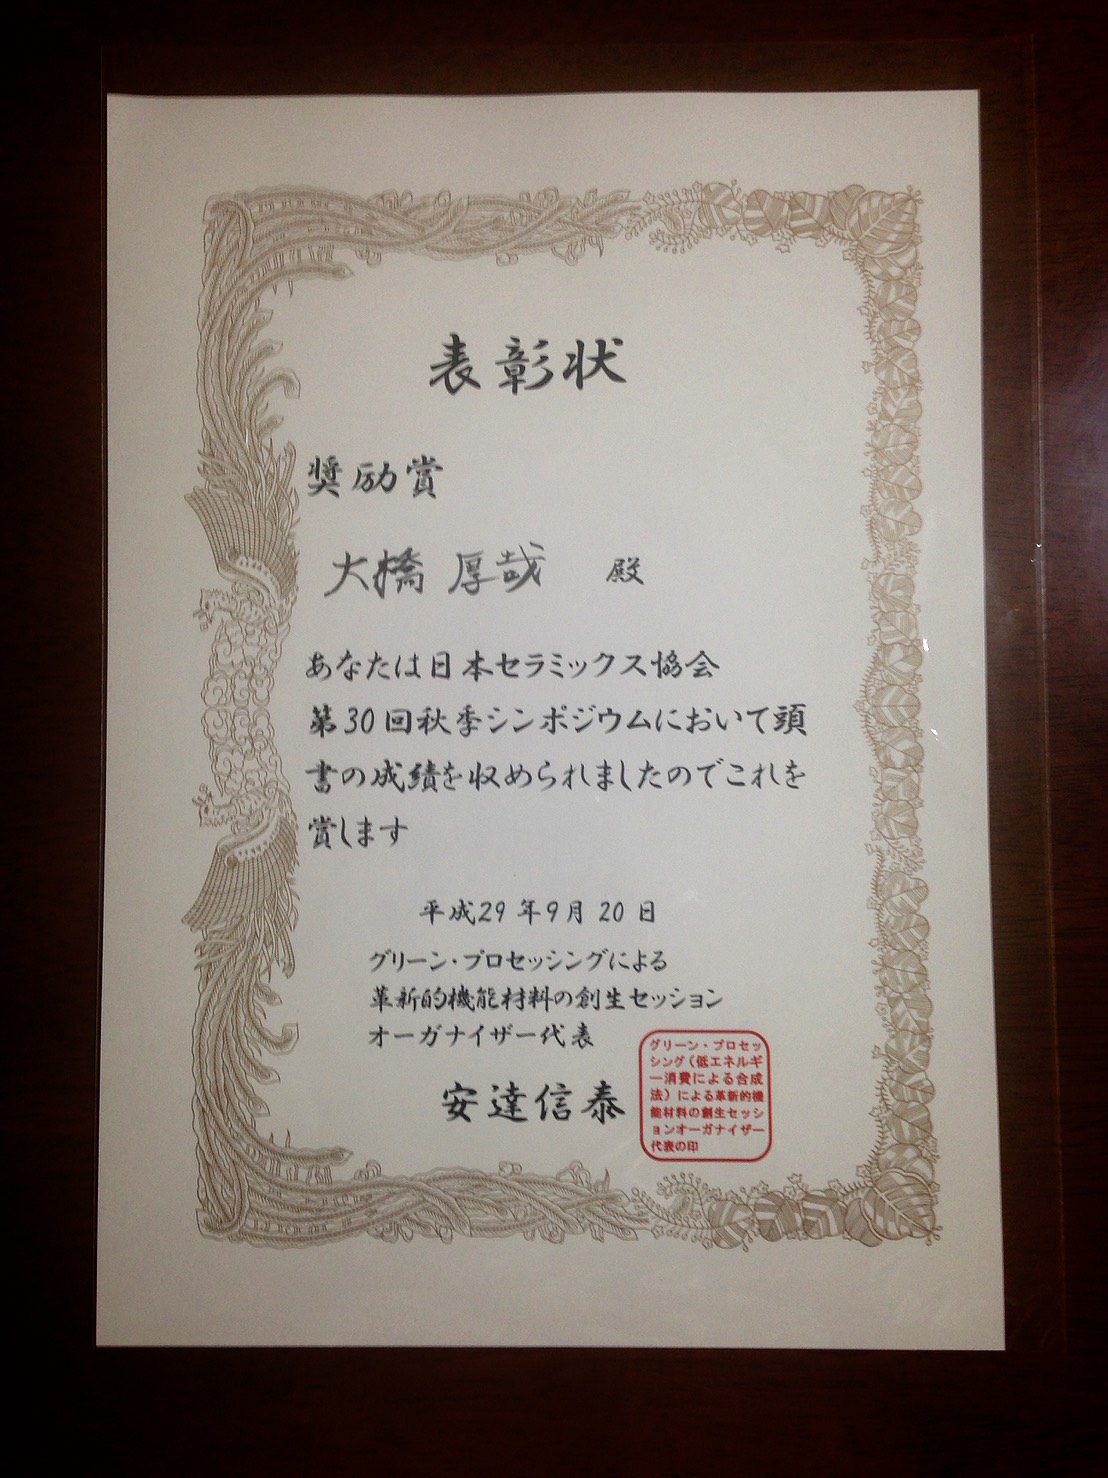 表彰状
奨励賞
大橋 厚哉 殿
あなたは日本セラミックス協会
第30回秋季シンポジウムにおいて頭
書の成績を収められましたのでこれを
賞します
平成29年9月20日
グリーン・プロセッシングによる
革新的機能材料の創生セッション
オーガナイザー代表
安達信泰
グリーン・プロセッ
シング(低エネルギ
ー消費による合成
法)による革新的機
能材料の創生セッシ
ョンオーガナイザー
代表の印